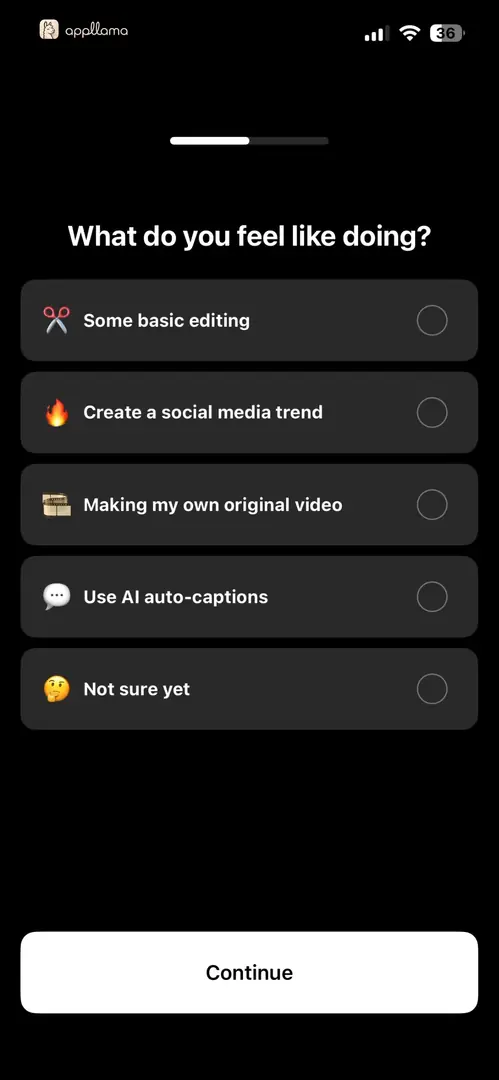 appllama
36
What do you feel like doing?
Some basic editing
Create a social media trend
Making my own original video
Use AI auto-captions
Not sure yet
Continue